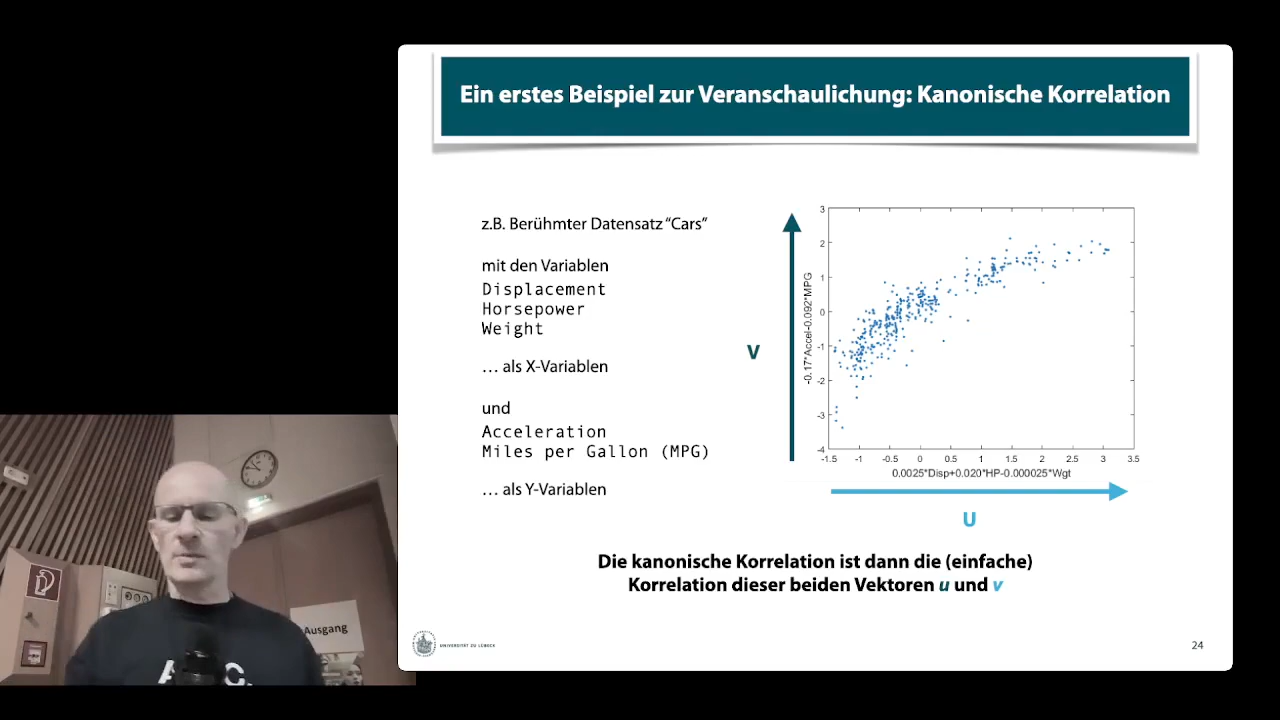 Ein erstes Beispiel zur Veranschaulichung: Kanonische Korrelation
z.B. Berühmter Datensatz “Cars”
mit den Variablen
Displacement
Horsepower
Weight
… als X-Variablen
und
Acceleration
Miles per Gallon (MPG)
… als Y-Variablen
V
-0.17*Accel-0.092*MPG
3
2
1
0
-1
-2
-3
-4
-1.5 -1 -0.5 0 0.5 1 1.5 2 2.5 3 3.5
0.0025*Disp+0.020*HP-0.000025*Wgt
U
Die kanonische Korrelation ist dann die (einfache)
Korrelation dieser beiden Vektoren u und v
UNIVERSITÄT ZU LÜBECK
24
Ausgang